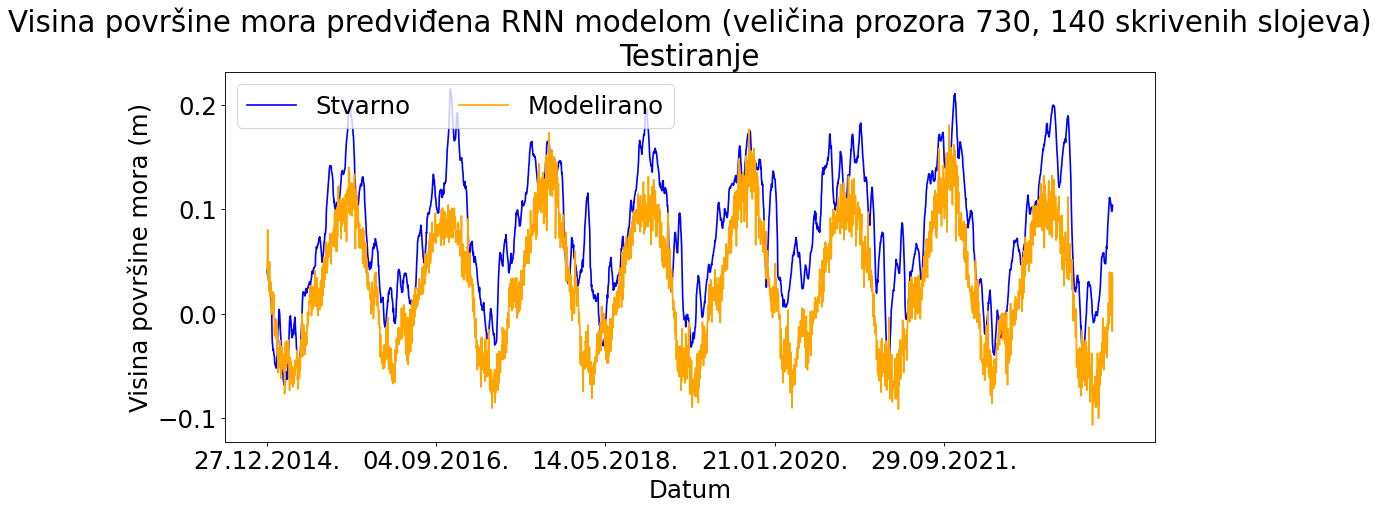 Visina površine mora predviđena RNN modelom (veličina prozora 730, 140 skrivenih slojeva)
Testiranje
Stvarno
Modelirano
Visina površine mora (m)
0.2
0.1
0.0
−0.1
27.12.2014.
04.09.2016.
14.05.2018.
21.01.2020.
29.09.2021.
Datum